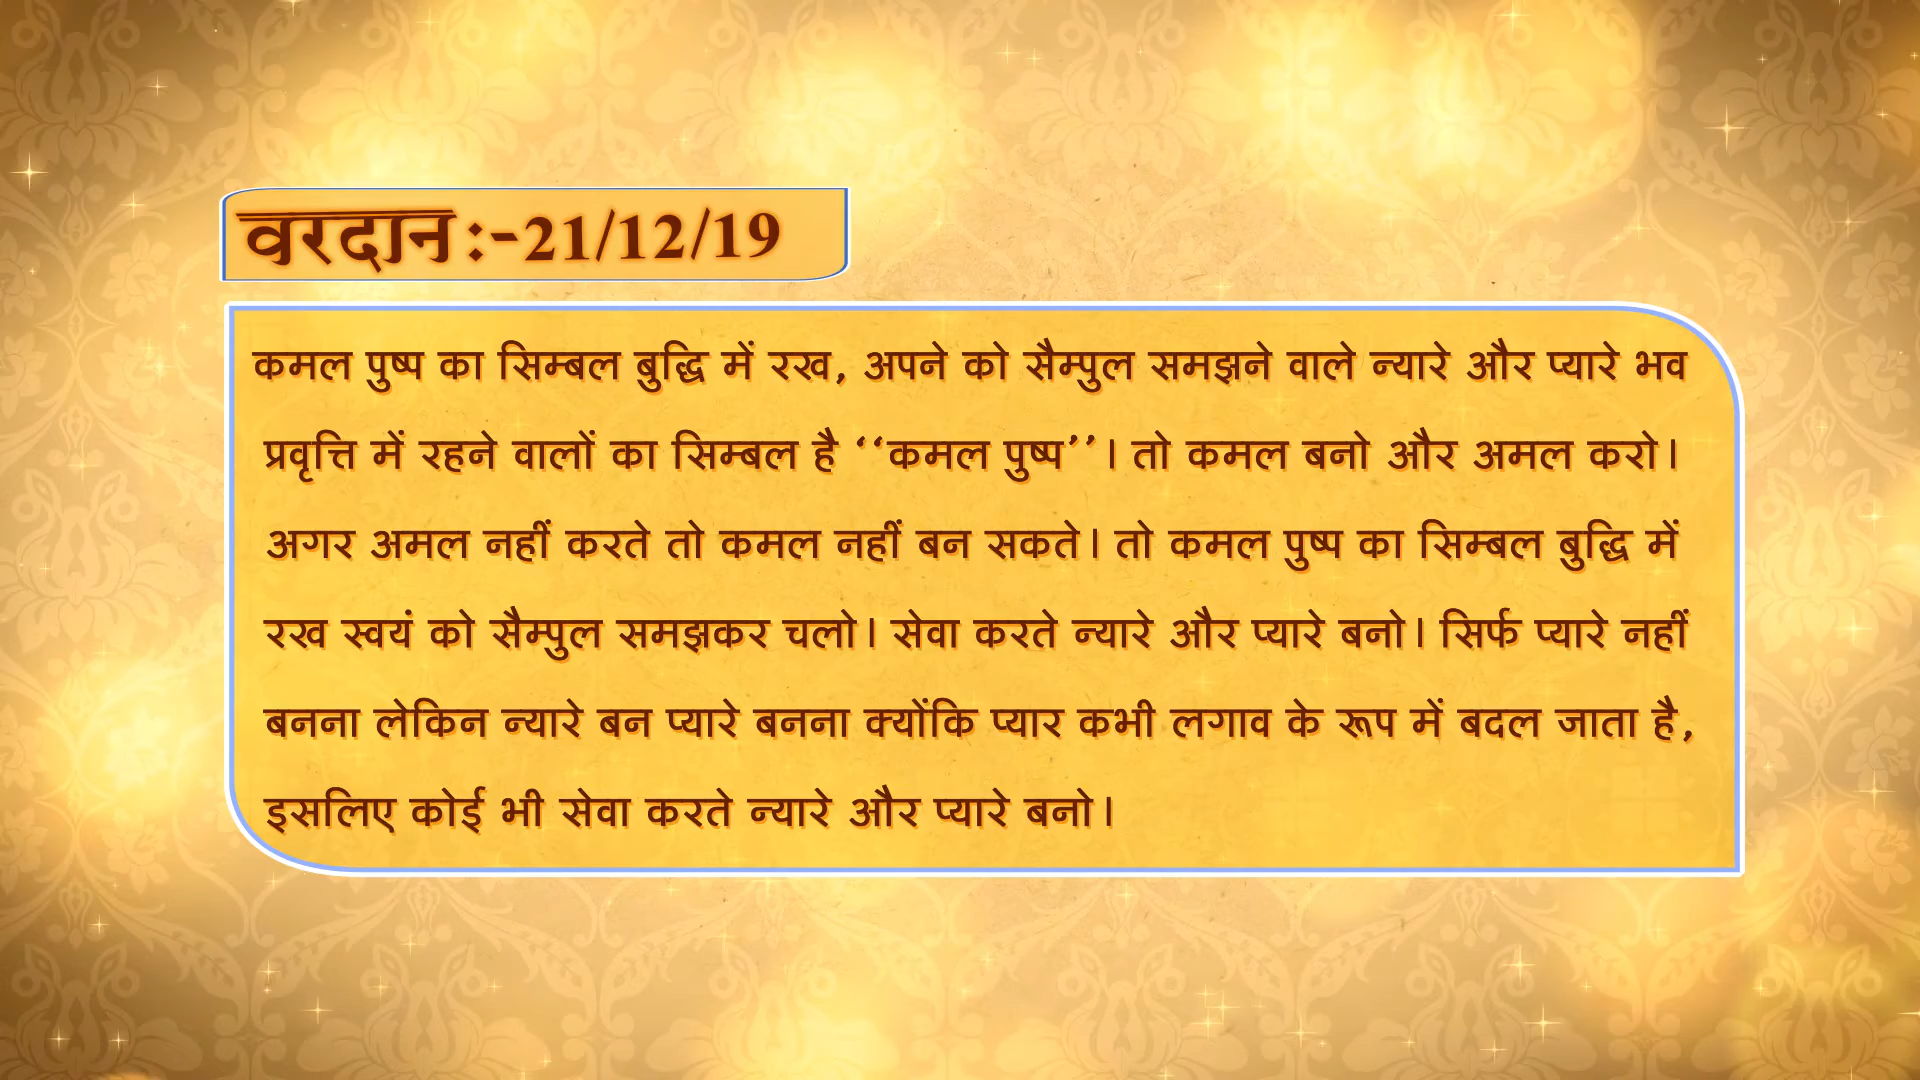 वरदान :-21/12/19
कमल पुष्प का सिम्बल बुद्धि में रख, अपने को सैम्पुल समझने वाले न्यारे और प्यारे भव
प्रवृत्ति में रहने वालों का सिम्बल है ‘‘कमल पुष्प’’। तो कमल बनो और अमल करो।
अगर अमल नहीं करते तो कमल नहीं बन सकते। तो कमल पुष्प का सिम्बल बुद्धि में
रख स्वयं को सैम्पुल समझकर चलो। सेवा करते न्यारे और प्यारे बनो। सिर्फ प्यारे नहीं
बनना लेकिन न्यारे बन प्यारे बनना क्योंकि प्यार कभी लगाव के रूप में बदल जाता है,
इसलिए कोई भी सेवा करते न्यारे और प्यारे बनो।